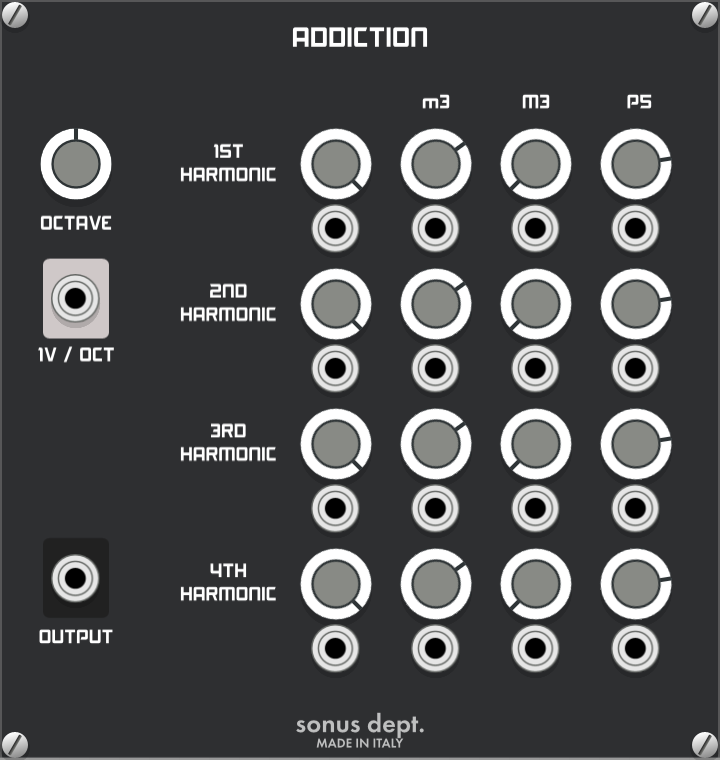 ADDICTION
m3 M3 P5
1ST
HARMONIC
OCTAVE
2ND
HARMONIC
1V / OCT
3RD
HARMONIC
4TH
HARMONIC
OUTPUT
sonus dept.
MADE IN ITALY